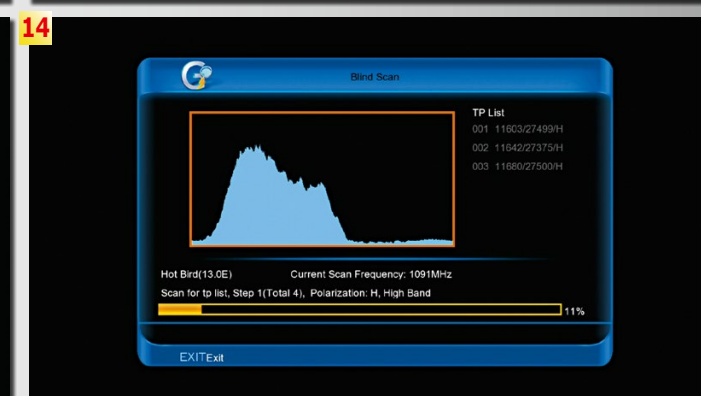 14
Blind Scan
TP List
001 11603/27499/H
002 11642/27375/H
003 11680/27500/H
Hot Bird(13.0E) Current Scan Frequency: 1091MHz
Scan for tp list, Step 1(Total 4), Polarization: H, High Band
11%
EXITExit